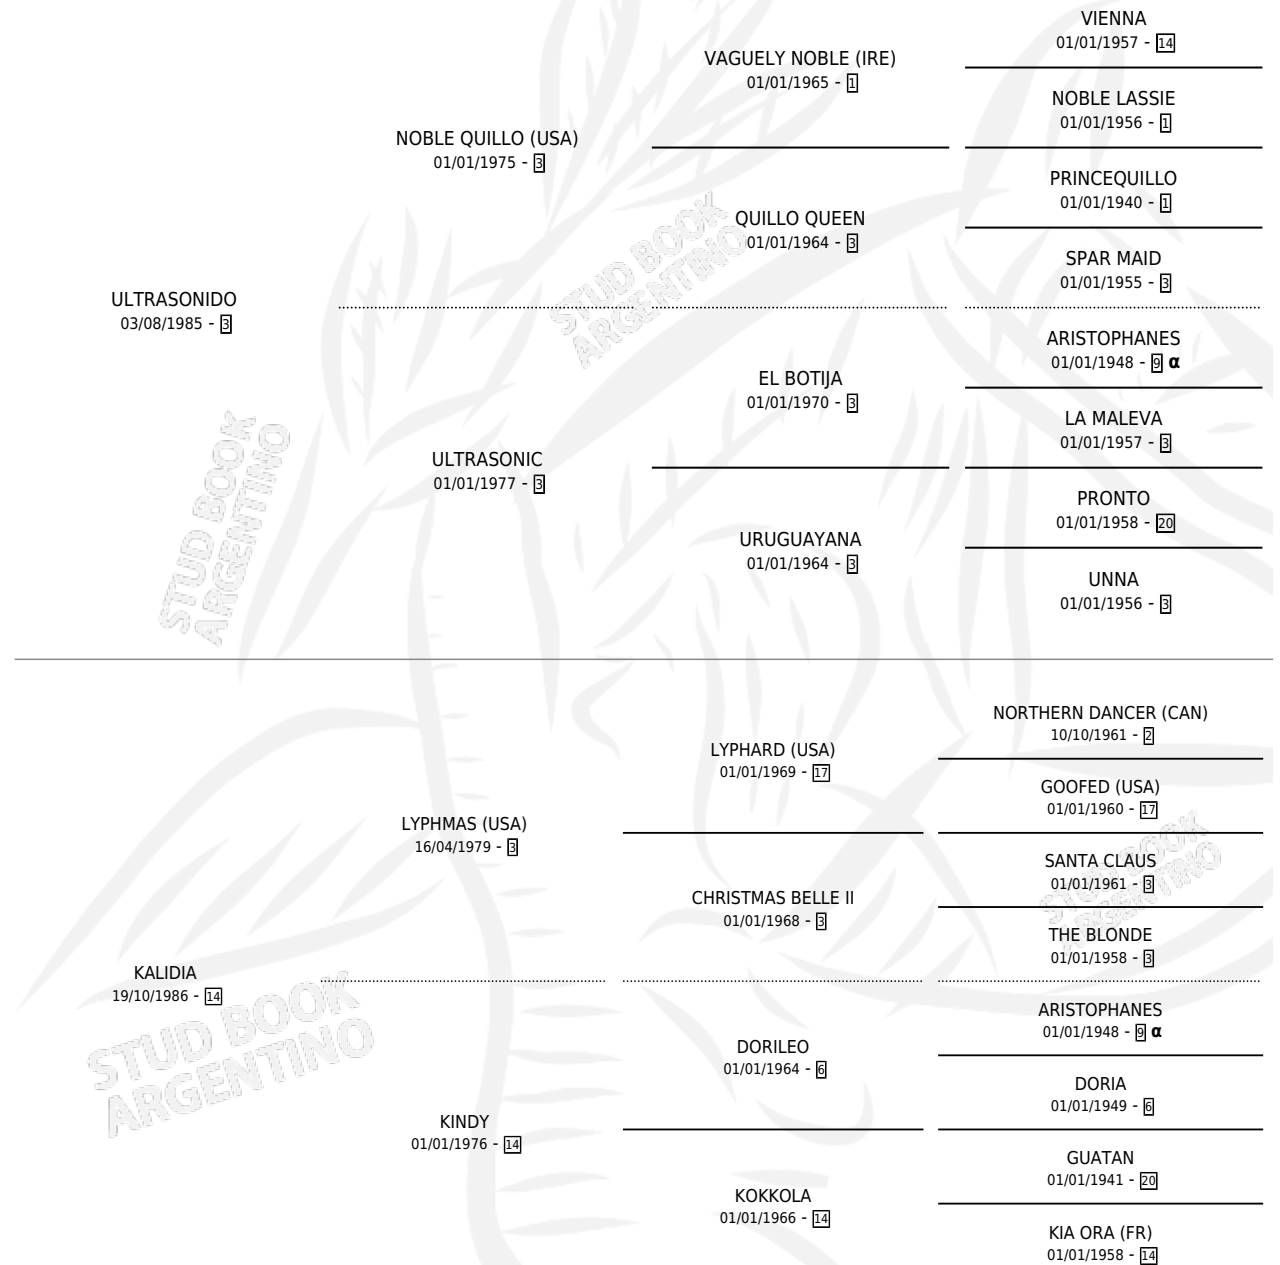 VIENNA
01/01/1957 - 14
VAGUELY NOBLE (IRE)
01/01/1965 - 1
NOBLE LASSIE
01/01/1956 - 1
NOBLE QUILLO (USA)
01/01/1975 - 3
PRINCEQUILLO
01/01/1940 - 1
QUILLO QUEEN
01/01/1964 - 3
SPAR MAID
01/01/1955 - 3
ULTRASONIDO
03/08/1985 - 3
ARISTOPHANES
01/01/1948 - 9 α
EL BOTIJA
01/01/1970 - 3
LA MALEVA
01/01/1957 - 3
ULTRASONIC
01/01/1977 - 3
PRONTO
01/01/1958 - 20
URUGUAYANA
01/01/1964 - 3
UNNA
01/01/1956 - 3
NORTHERN DANCER (CAN)
10/10/1961 - 2
LYPHARD (USA)
01/01/1969 - 17
GOOFED (USA)
01/01/1960 - 17
LYPHMAS (USA)
16/04/1979 - 3
SANTA CLAUS
01/01/1961 - 3
CHRISTMAS BELLE II
01/01/1968 - 3
THE BLONDE
01/01/1958 - 3
KALIDIA
19/10/1986 - 14
ARISTOPHANES
01/01/1948 - 9 α
DORILEO
01/01/1964 - 6
DORIA
01/01/1949 - 6
KINDY
01/01/1976 - 14
GUATAN
01/01/1941 - 20
KOKKOLA
01/01/1966 - 14
KIA ORA (FR)
01/01/1958 - 14
STUD BOOK
ARGENTINO
STUD BOOK
ARGENTINO
STUD BOOK
ARGENTINO
STUD BOOK
ARGENTINO